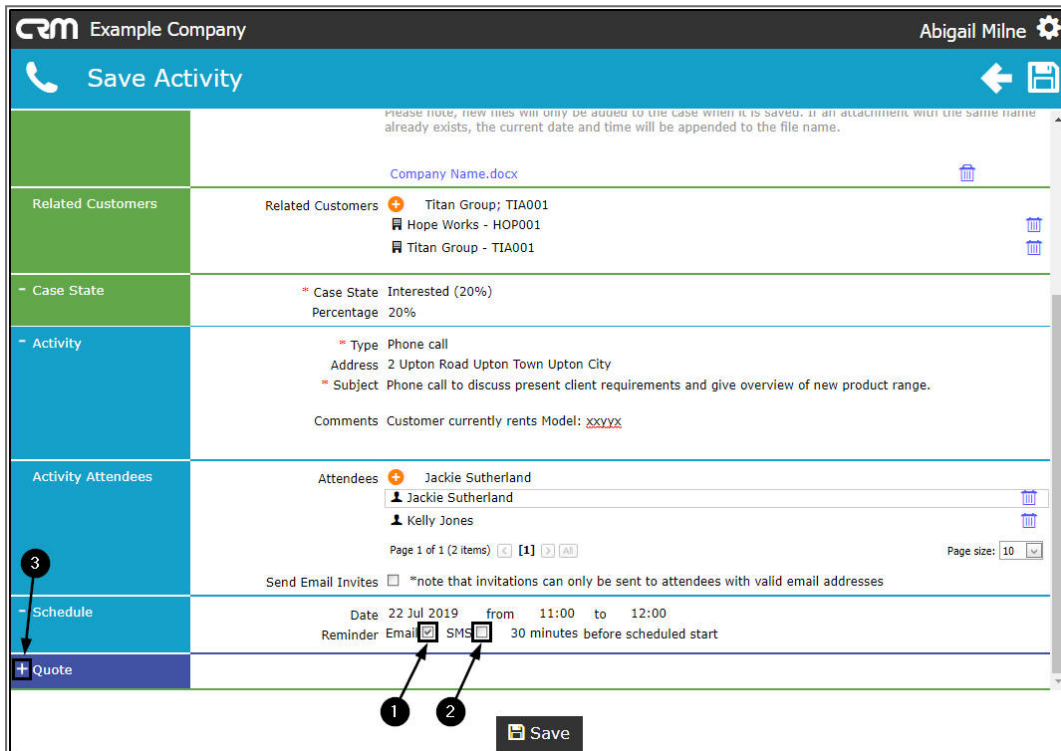 CRM Example Company
Abigail Milne
Save Activity
Please note, new files will only be added to the case when it is saved. If an attachment with the same name
already exists, the current date and time will be appended to the file name.
Company Name.docx
Related Customers
Related Customers Titan Group; TIA001
Hope Works - HOP001
Titan Group - TIA001
- Case State
* Case State Interested (20%)
Percentage 20%
- Activity
* Type Phone call
Address 2 Upton Road Upton Town Upton City
* Subject Phone call to discuss present client requirements and give overview of new product range.
Comments Customer currently rents Model: xxyyx
Activity Attendees
Attendees Jackie Sutherland
Jackie Sutherland
Kelly Jones
Page 1 of 1 (2 items) < [1] > All
Page size: 10
3
Send Email Invites *note that invitations can only be sent to attendees with valid email addresses
- Schedule
Date 22 Jul 2019 from 11:00 to 12:00
Reminder Email SMS 30 minutes before scheduled start
+ Quote
1
2
Save